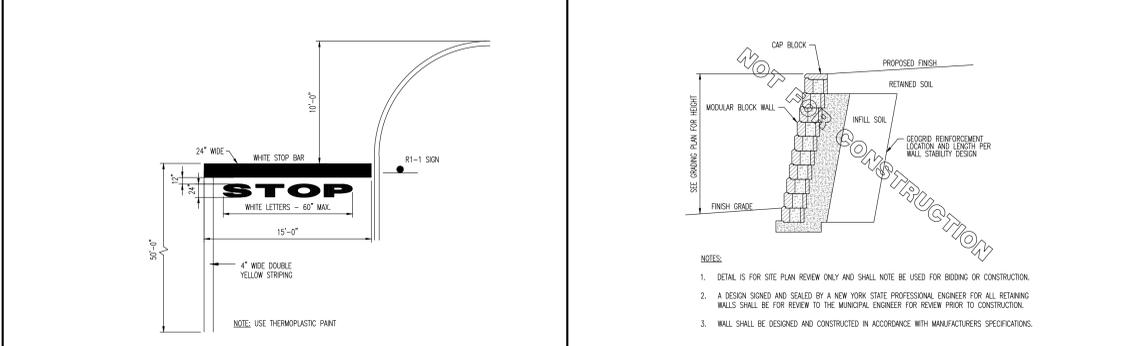 10'-0"
24" WIDE
WHITE STOP BAR
R1-1 SIGN
12"
24"
STOP
WHITE LETTERS - 60" MAX.
15'-0"
50'-0"
4" WIDE DOUBLE
YELLOW STRIPING
NOTE: USE THERMOPLASTIC PAINT
NOT FOR CONSTRUCTION
CAP BLOCK
PROPOSED FINISH
RETAINED SOIL
MODULAR BLOCK WALL
INFILL SOIL
SEE GRADING PLAN FOR HEIGHT
GEOGRID REINFORCEMENT
LOCATION AND LENGTH PER
WALL STABILITY DESIGN
FINISH GRADE
NOTES:
1. DETAIL IS FOR SITE PLAN REVIEW ONLY AND SHALL NOTE BE USED FOR BIDDING OR CONSTRUCTION.
2. A DESIGN SIGNED AND SEALED BY A NEW YORK STATE PROFESSIONAL ENGINEER FOR ALL RETAINING
WALLS SHALL BE FOR REVIEW TO THE MUNICIPAL ENGINEER FOR REVIEW PRIOR TO CONSTRUCTION.
3. WALL SHALL BE DESIGNED AND CONSTRUCTED IN ACCORDANCE WITH MANUFACTURERS SPECIFICATIONS.